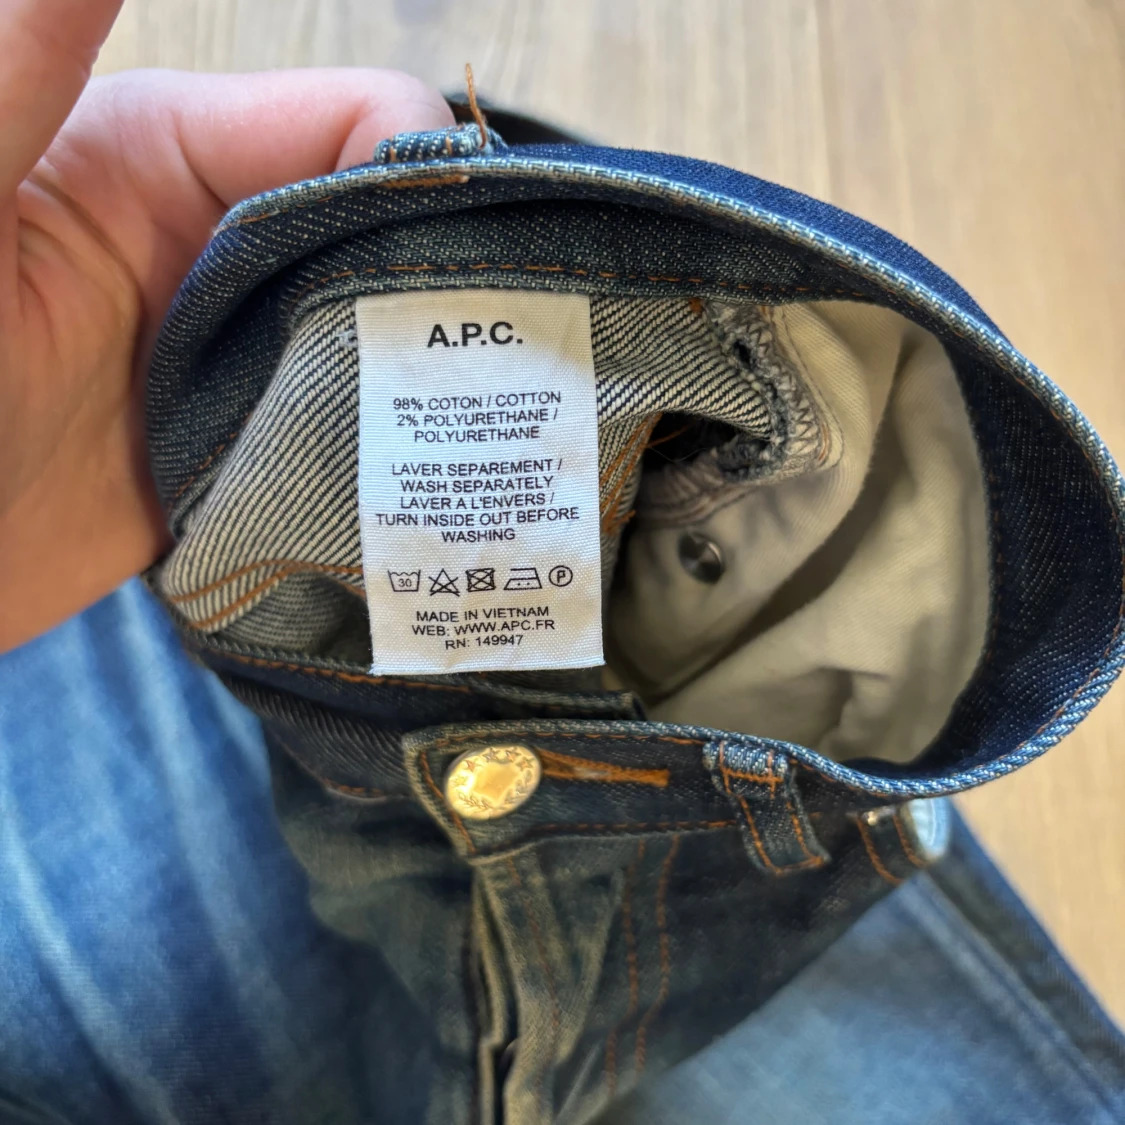 A.P.C.
98% COTON / COTTON
2% POLYURETHANE /
POLYURETHANE
LAVER SEPAREMENT /
WASH SEPARATELY
LAVER A L'ENVERS /
TURN INSIDE OUT BEFORE
WASHING
30 P
MADE IN VIETNAM
WEB: WWW.APC.FR
RN: 149947